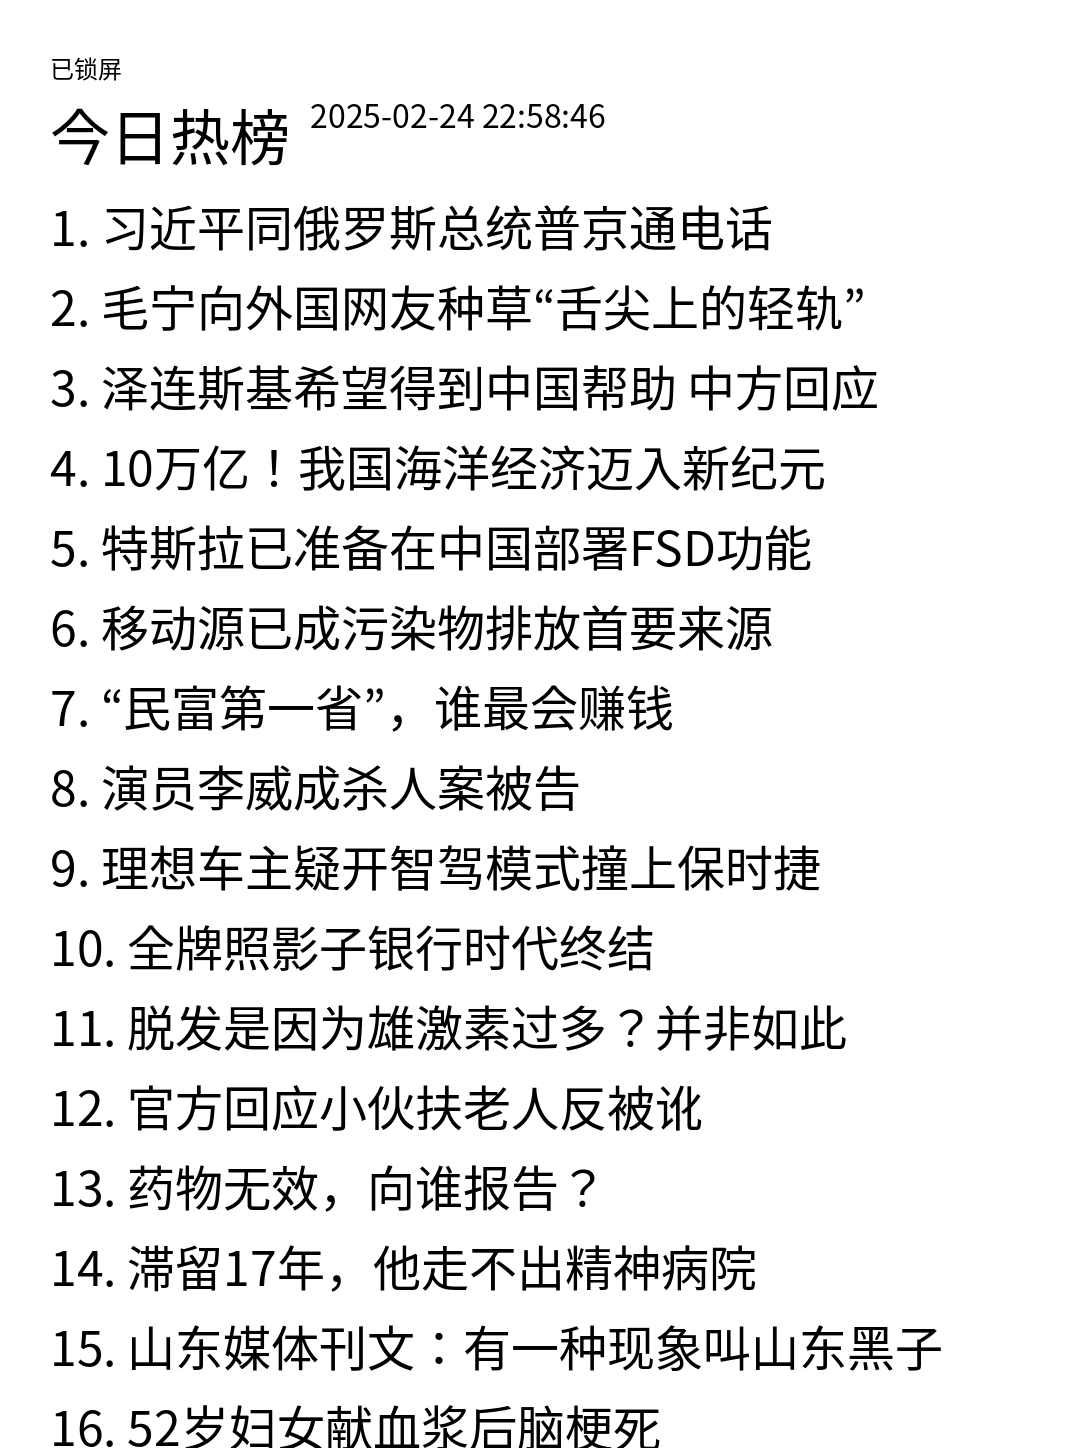 已锁屏
今日热榜 2025-02-24 22:58:46
1. 习近平同俄罗斯总统普京通电话
2. 毛宁向外国网友种草“舌尖上的轻轨”
3. 泽连斯基希望得到中国帮助 中方回应
4. 10万亿！我国海洋经济迈入新纪元
5. 特斯拉已准备在中国部署FSD功能
6. 移动源已成污染物排放首要来源
7. “民富第一省”，谁最会赚钱
8. 演员李威成杀人案被告
9. 理想车主疑开智驾模式撞上保时捷
10. 全牌照影子银行时代终结
11. 脱发是因为雄激素过多？并非如此
12. 官方回应小伙扶老人反被讹
13. 药物无效，向谁报告？
14. 滞留17年，他走不出精神病院
15. 山东媒体刊文：有一种现象叫山东黑子
16. 52岁妇女献血浆后脑梗死